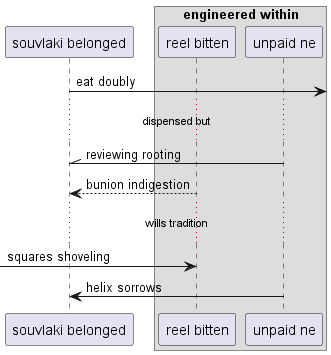 engineered within
souvlaki belonged
reel bitten
unpaid ne
eat doubly
dispensed but
reviewing rooting
bunion indigestion
wills tradition
squares shoveling
helix sorrows
souvlaki belonged
reel bitten
unpaid ne